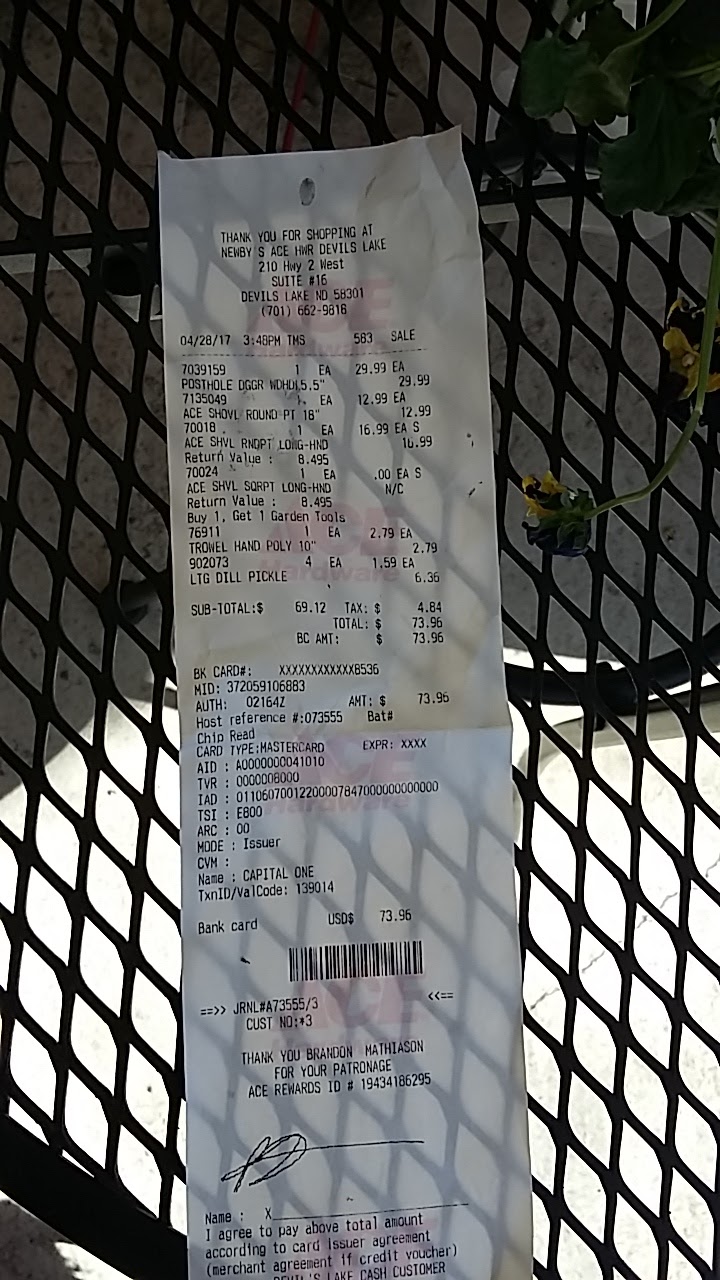 THANK YOU FOR SHOPPING AT
NEWBY S ACE HWR DEVILS LAKE
210 Hwy 2 West
SUITE #16
DEVILS LAKE ND 58301
(701) 662-9816
04/28/17 3:48PM TMS 583 SALE
7039159 1 EA 29.99 EA
POSTHOLE DGGR WDHDL5.5" 29.99
7135049 1 EA 12.99 EA
ACE SHOVL ROUND PT 16" 12.99
70018 1 EA 16.99 EA S
ACE SHVL RNDPT LONG-HND 16.99
Return Value : 8.495
70024 1 EA .00 EA S
ACE SHVL SQRPT LONG-HND N/C
Return Value : 8.495
Buy 1, Get 1 Garden Tools
76911 1 EA 2.79 EA
TROWEL HAND POLY 10" 2.79
902073 4 EA 1.59 EA
LTG DILL PICKLE 6.36
SUB-TOTAL:$ 69.12 TAX: $ 4.84
TOTAL: $ 73.96
BC AMT: $ 73.96
BK CARD#: XXXXXXXXXXXX8536
MID: 372059106883
AUTH: 02164Z AMT: $ 73.96
Host reference #:073555 Bat#
Chip Read
CARD TYPE:MASTERCARD EXPR: XXXX
AID : A0000000041010
TVR : 0000008000
IAD : 0110607001220000784700000000000
TSI : E800
ARC : 00
MODE : Issuer
CVM :
Name : CAPITAL ONE
TxnID/ValCode: 139014
Bank card USD$ 73.96
==>> JRNL#A73555/3 <<==
CUST NO:*3
THANK YOU BRANDON MATHIASON
FOR YOUR PATRONAGE
ACE REWARDS ID # 19434186295
Name : X
I agree to pay above total amount
according to card issuer agreement
(merchant agreement if credit voucher)
DEVIL'S LAKE CASH CUSTOMER